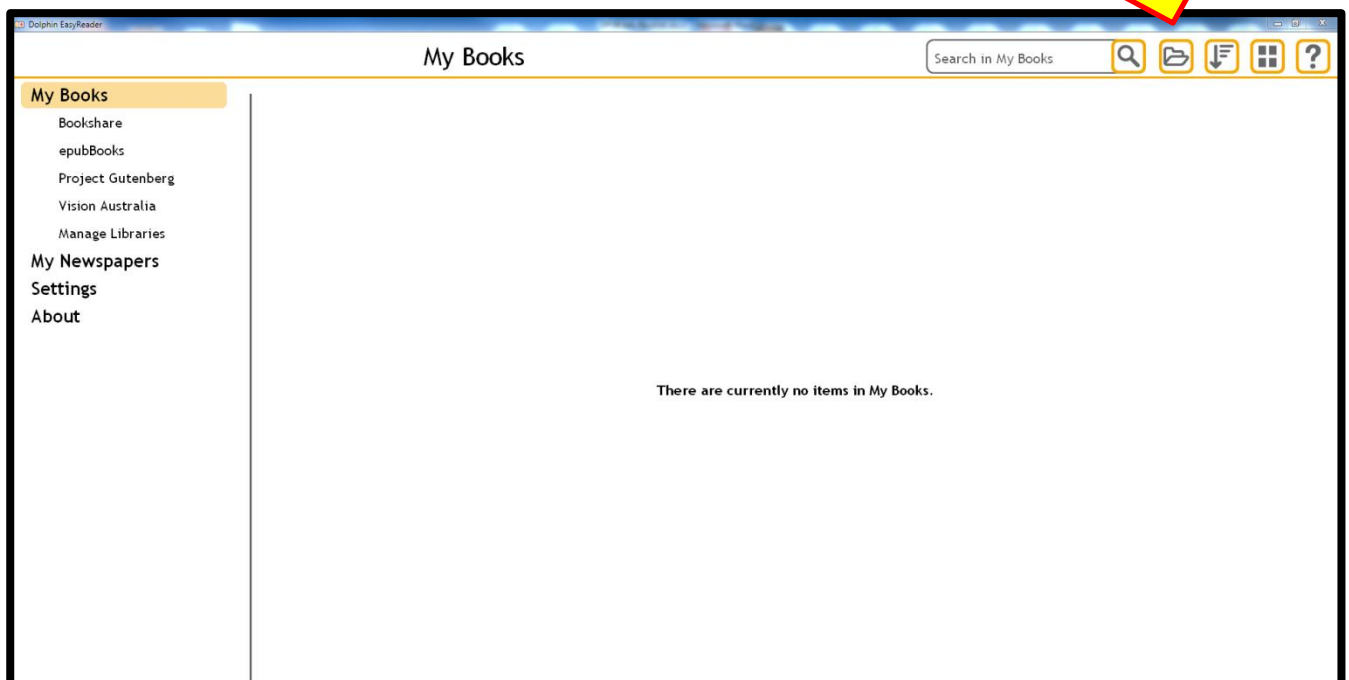 Dolphin EasyReader
My Books
Search in My Books
?
My Books
Bookshare
epubBooks
Project Gutenberg
Vision Australia
Manage Libraries
My Newspapers
Settings
About
There are currently no items in My Books.